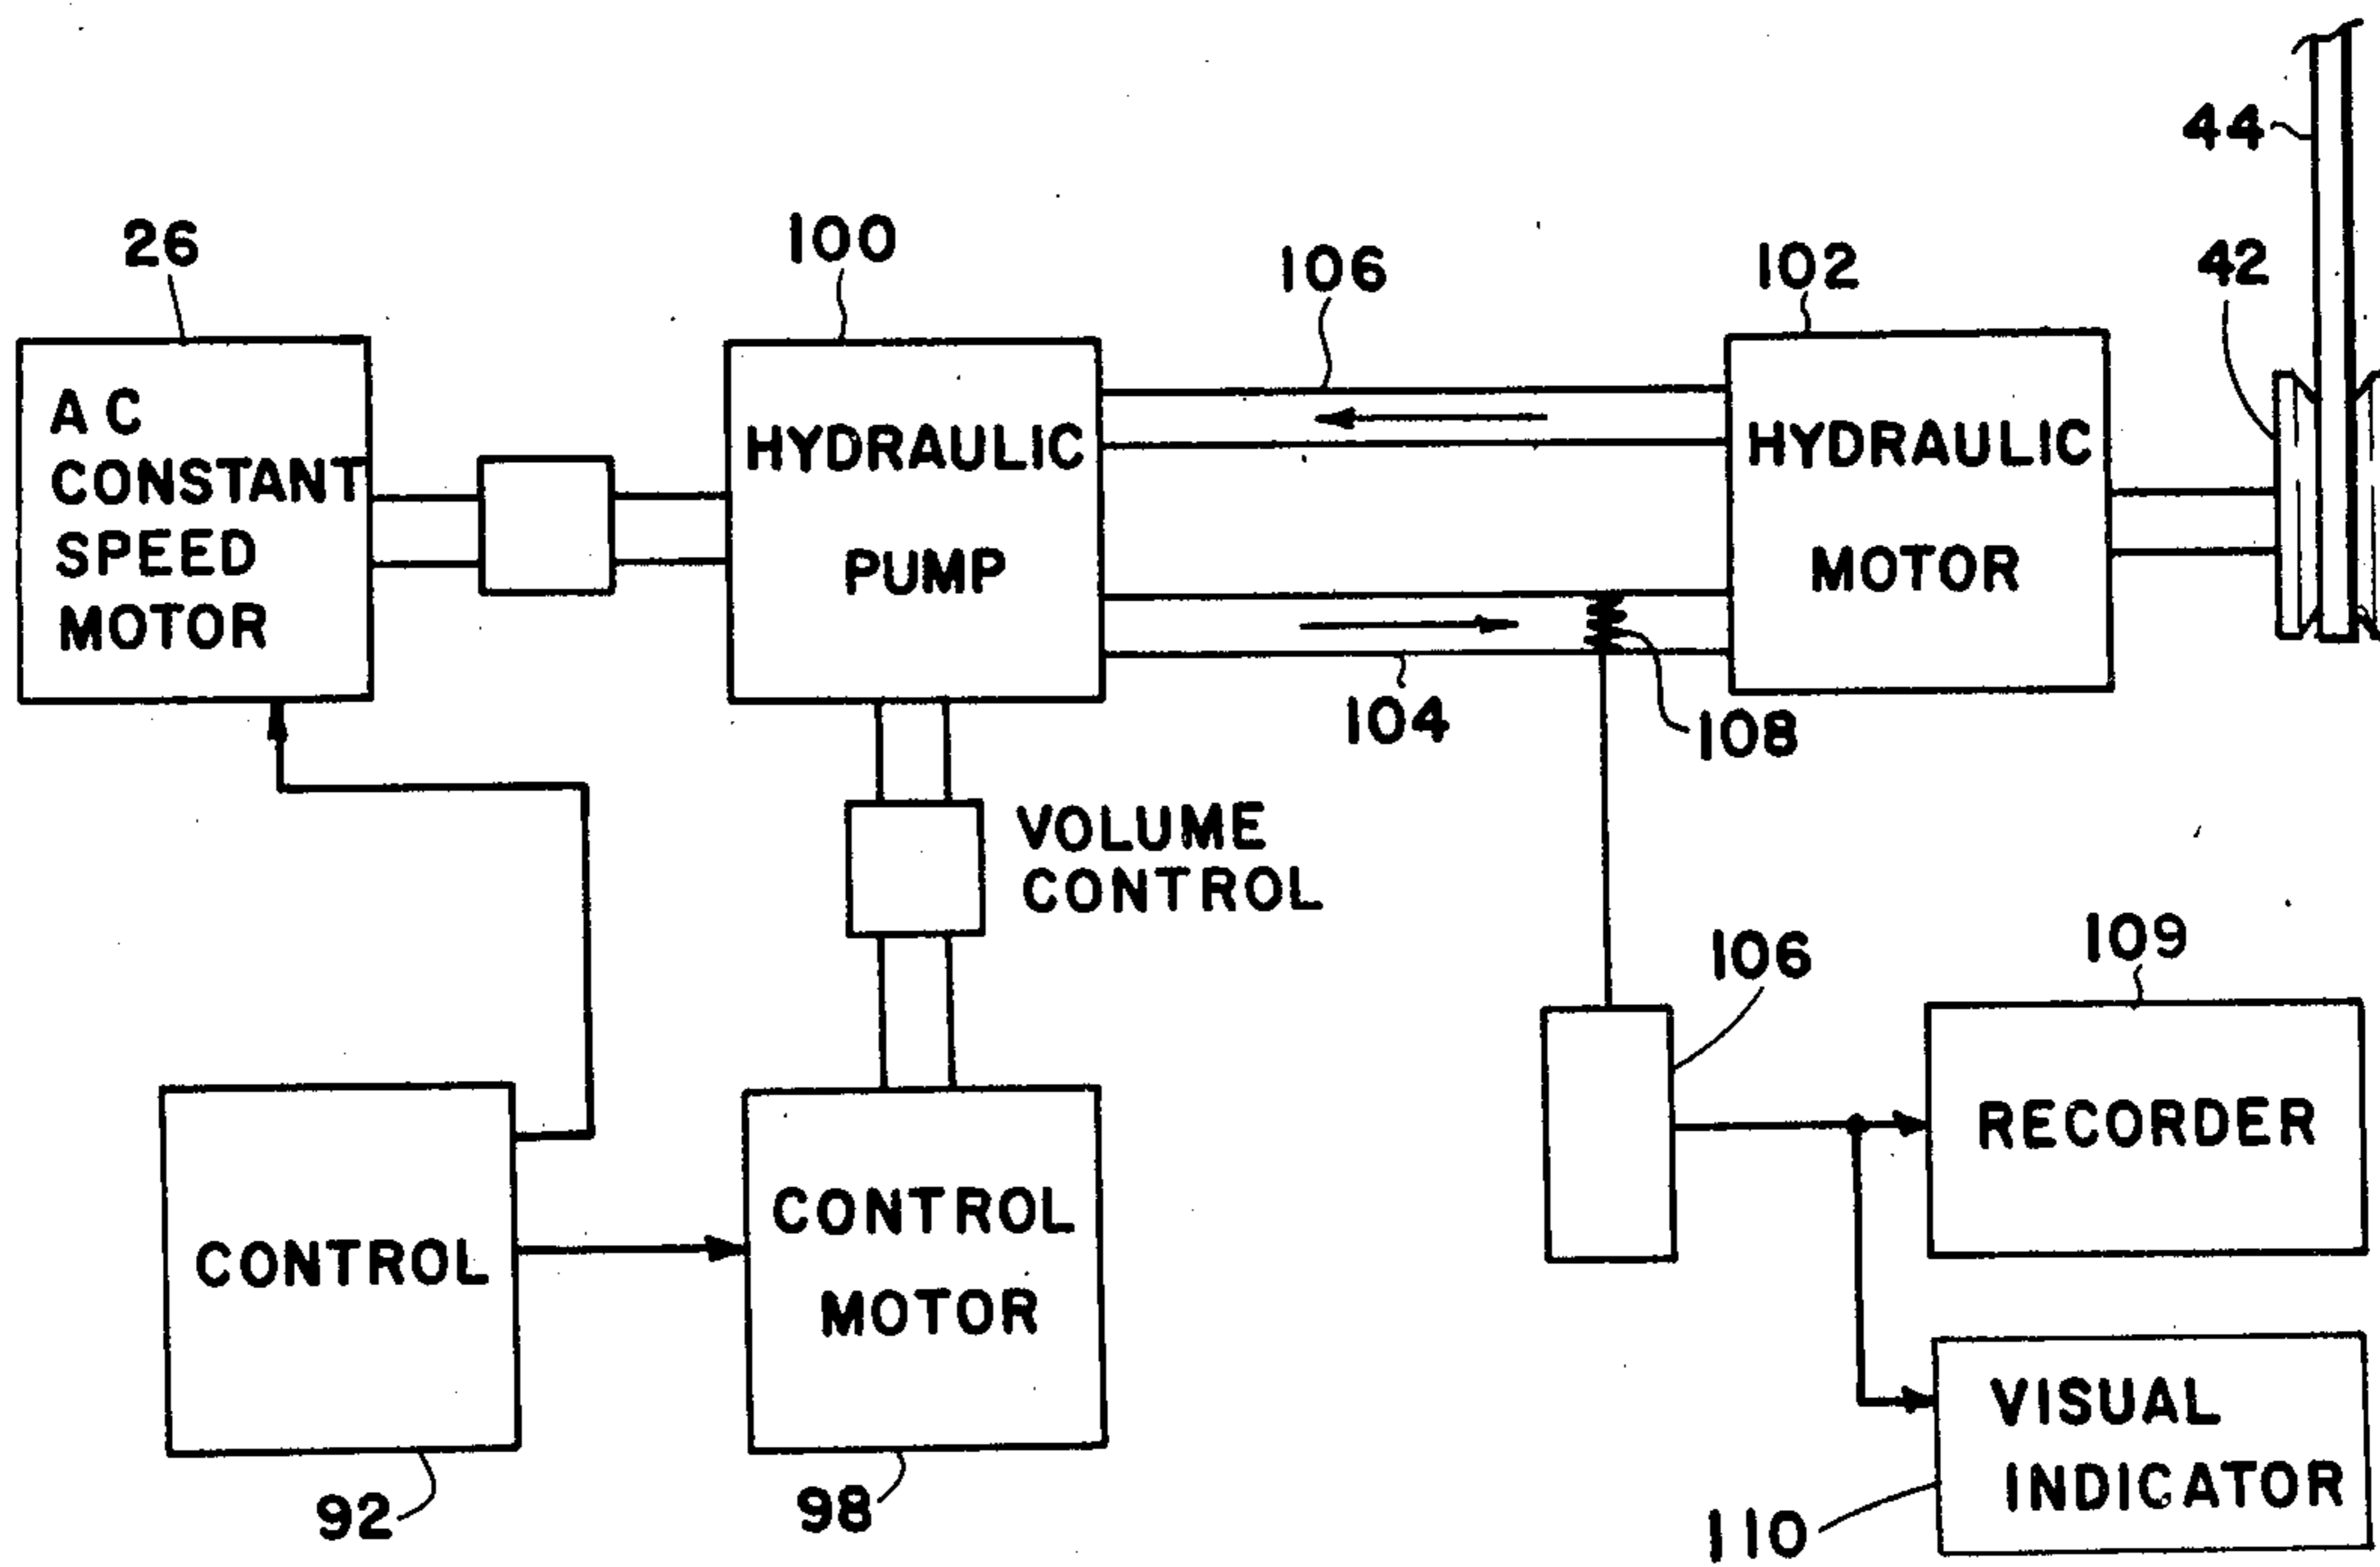 44
26
100
106
102
42
A C
CONSTANT
SPEED
MOTOR
HYDRAULIC
PUMP
HYDRAULIC
MOTOR
104
108
VOLUME
CONTROL
106
109
RECORDER
CONTROL
CONTROL
MOTOR
VISUAL
INDICATOR
92
98
110